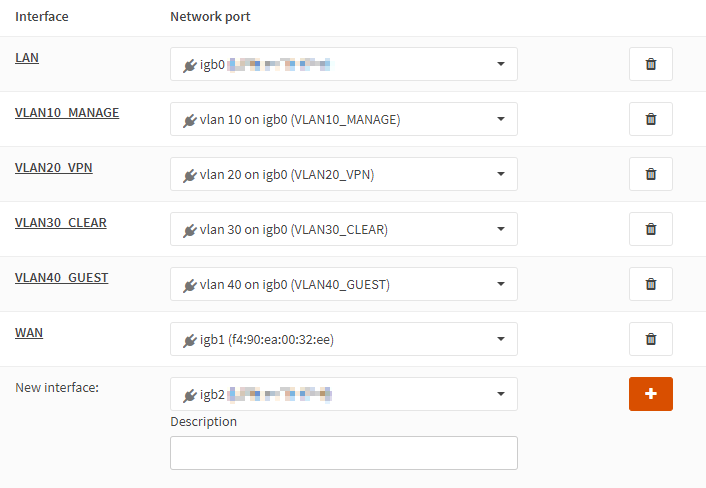 Interface Network port
LAN igb0
VLAN10_MANAGE vlan 10 on igb0 (VLAN10_MANAGE)
VLAN20_VPN vlan 20 on igb0 (VLAN20_VPN)
VLAN30_CLEAR vlan 30 on igb0 (VLAN30_CLEAR)
VLAN40_GUEST vlan 40 on igb0 (VLAN40_GUEST)
WAN igb1 (f4:90:ea:00:32:ee)
New interface: igb2
Description